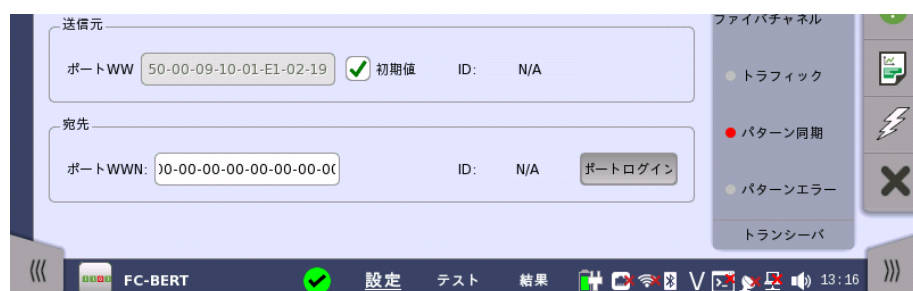 送信元
ファイバチャネル
ポートWW 50-00-09-10-01-E1-02-19 初期値 ID: N/A
トラフィック
宛先
パターン同期
ポートWWN: 00-00-00-00-00-00-00-00 ID: N/A ポートログイン
パターンエラー
トランシーバ
FC-BERT 設定 テスト 結果 V 13:16